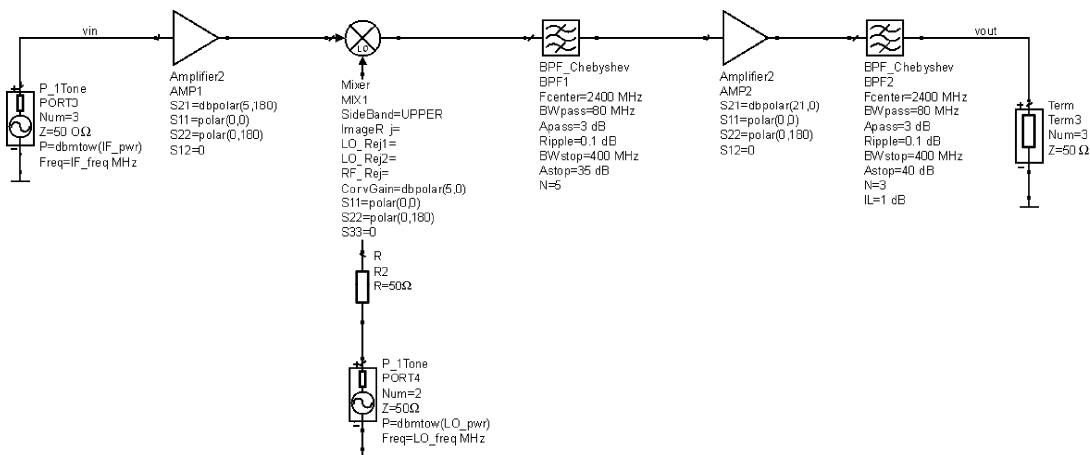 vin
vout
P_1Tone
PORT3
Num=3
Z=50 OΩ
P=dbmtow(IF_pwr)
Freq=IF_freq MHz
Amplifier2
AMP1
S21=dbpolar(5,180)
S11=polar(0,0)
S22=polar(0,180)
S12=0
LO
Mixer
MIX1
SideBand=UPPER
ImageR j=
LO_Rej1=
LO_Rej2=
RF_Rej=
ConvGain=dbpolar(5,0)
S11=polar(0,0)
S22=polar(0,180)
S33=0
R
R2
R=50Ω
P_1Tone
PORT4
Num=2
Z=50Ω
P=dbmtow(LO_pwr)
Freq=LO_freq MHz
BPF_Chebyshev
BPF1
Fcenter=2400 MHz
BWpass=80 MHz
Apass=3 dB
Ripple=0.1 dB
BWstop=400 MHz
Astop=35 dB
N=5
Amplifier2
AMP2
S21=dbpolar(21,0)
S11=polar(0,0)
S22=polar(0,180)
S12=0
BPF_Chebyshev
BPF2
Fcenter=2400 MHz
BWpass=80 MHz
Apass=3 dB
Ripple=0.1 dB
BWstop=400 MHz
Astop=40 dB
N=3
IL=1 dB
Term
Term3
Num=3
Z=50 Ω